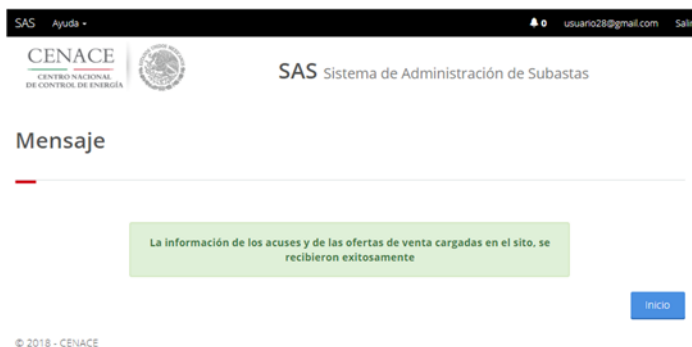 SAS Ayuda 0 usuario28@gmail.com Sali
CENACE
CENTRO NACIONAL
DE CONTROL DE ENERGÍA
SAS Sistema de Administración de Subastas
Mensaje
La información de los acuses y de las ofertas de venta cargadas en el sito, se
recibieron exitosamente
Inicio
© 2018 - CENACE